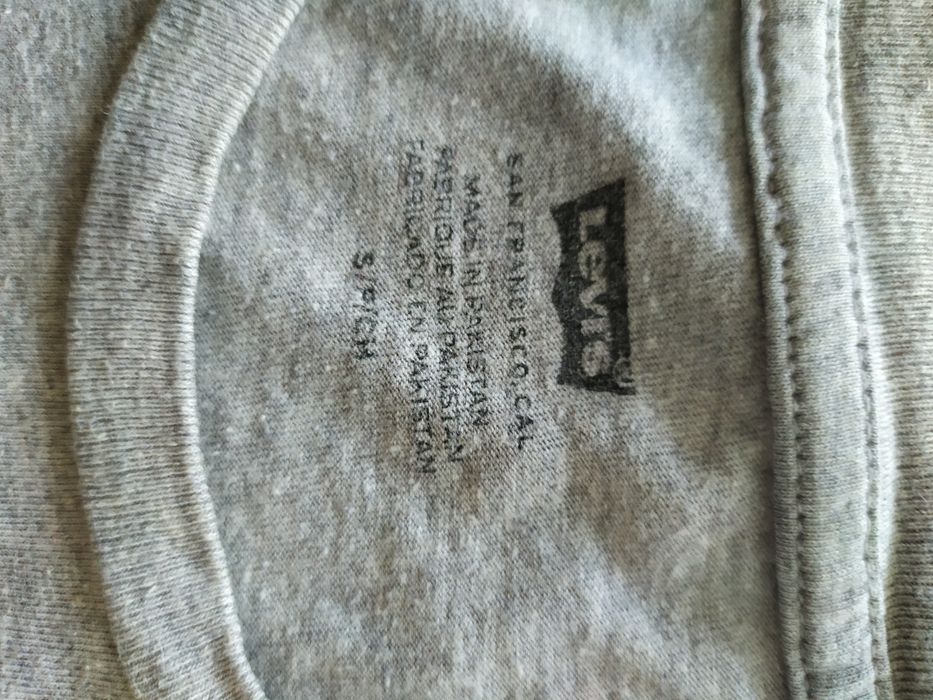 Levi's
SAN FRANCISCO, CAL
MADE IN PAKISTAN
FABRIQUE AU PAKISTAN
FABRICADO EN PAKISTAN
S/P/CH